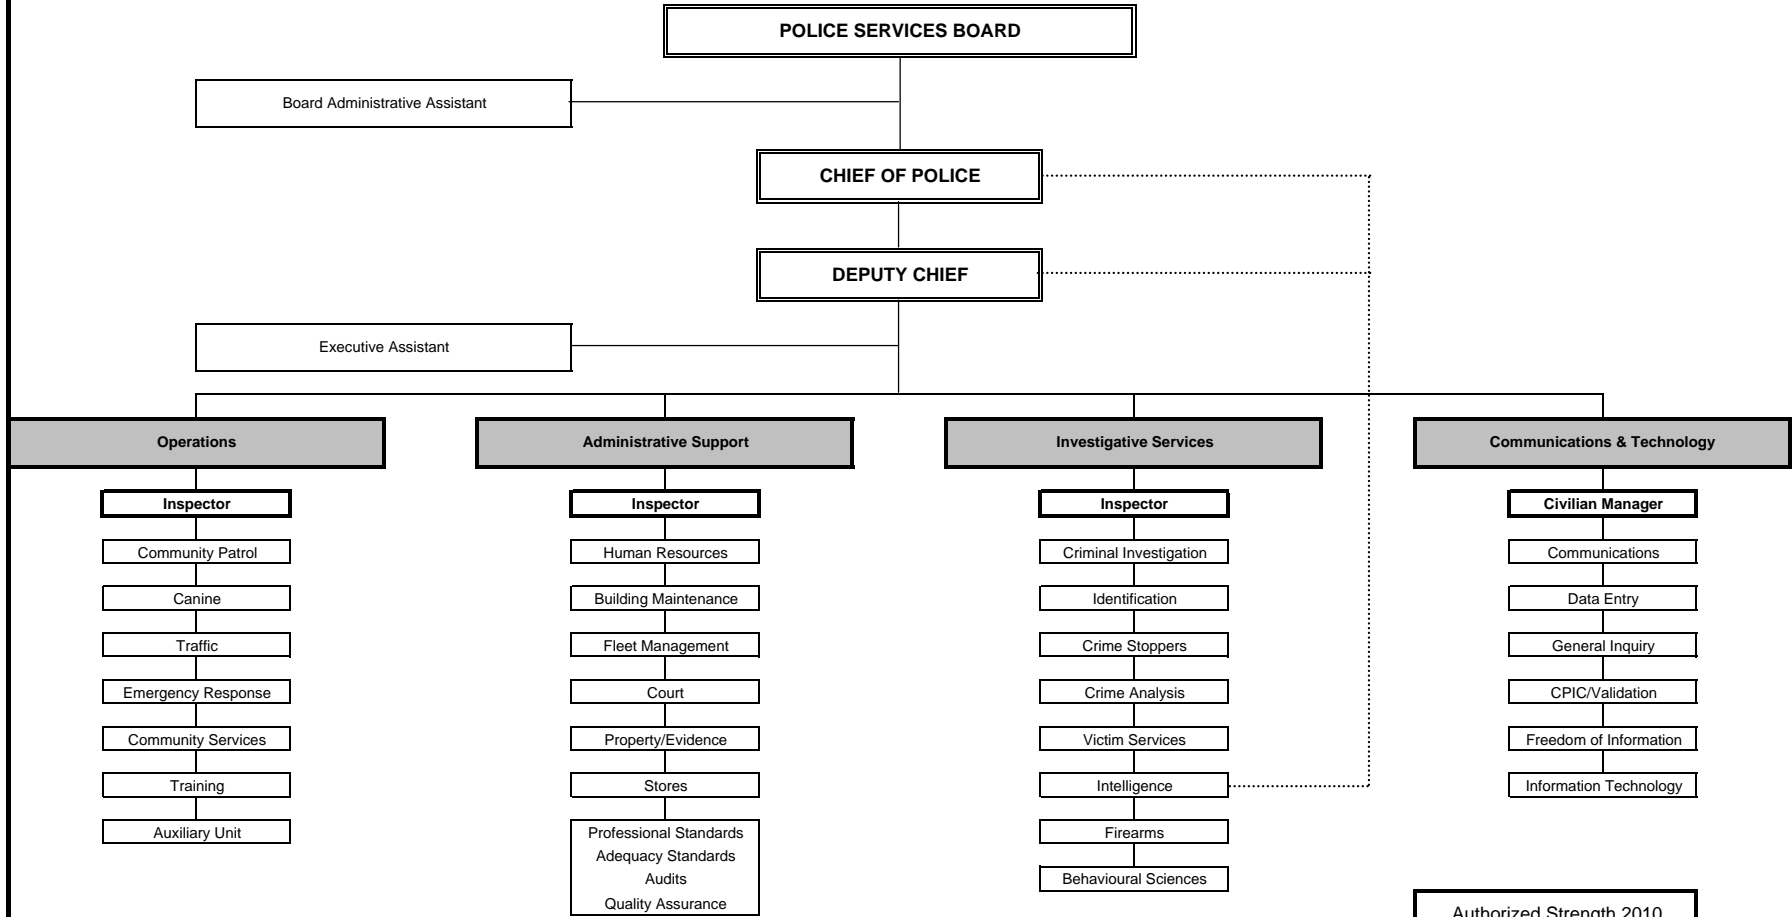 POLICE SERVICES BOARD
Board Administrative Assistant
CHIEF OF POLICE
DEPUTY CHIEF
Executive Assistant
Operations
Administrative Support
Investigative Services
Communications & Technology
Inspector
Inspector
Inspector
Civilian Manager
Community Patrol
Human Resources
Criminal Investigation
Communications
Canine
Building Maintenance
Identification
Data Entry
Traffic
Fleet Management
Crime Stoppers
General Inquiry
Emergency Response
Court
Crime Analysis
CPIC/Validation
Community Services
Property/Evidence
Victim Services
Freedom of Information
Training
Stores
Intelligence
Information Technology
Auxiliary Unit
Professional Standards
Adequacy Standards
Audits
Quality Assurance
Firearms
Behavioural Sciences
Authorized Strength 2010